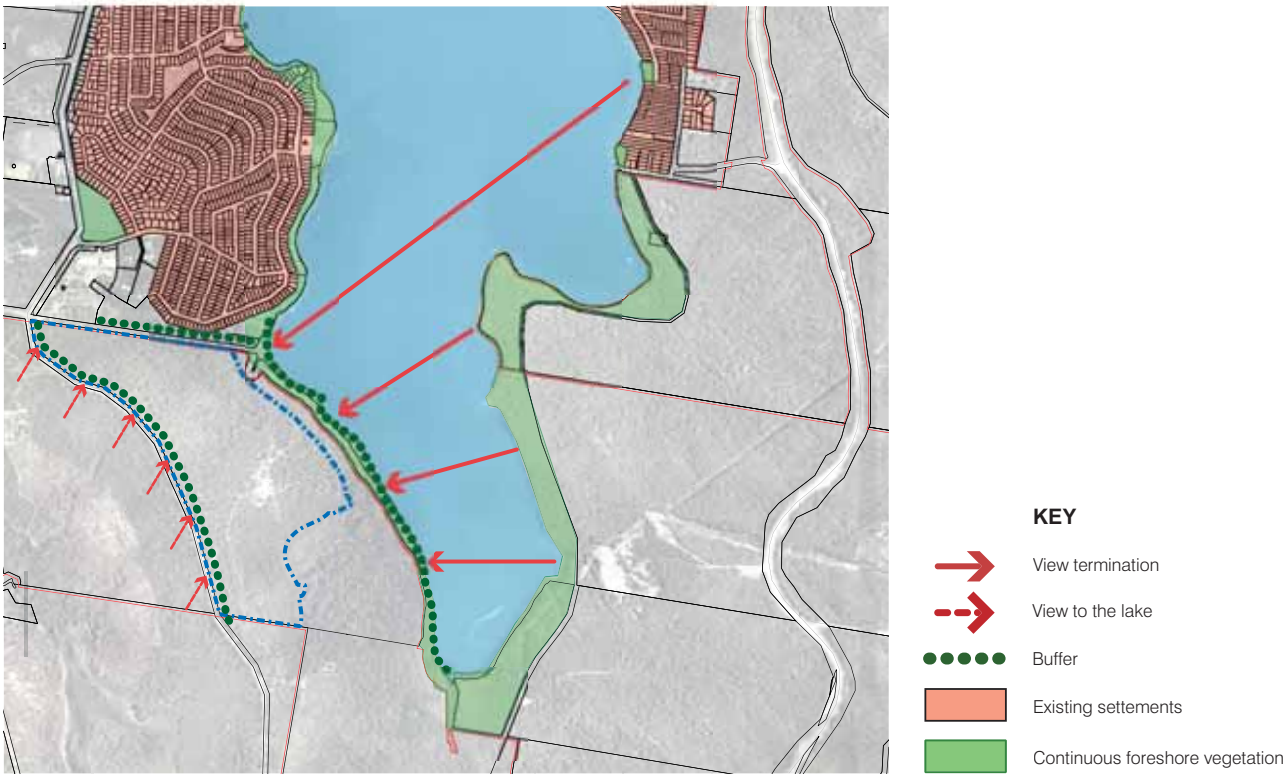 KEY
View termination
View to the lake
Buffer
Existing settements
Continuous foreshore vegetation